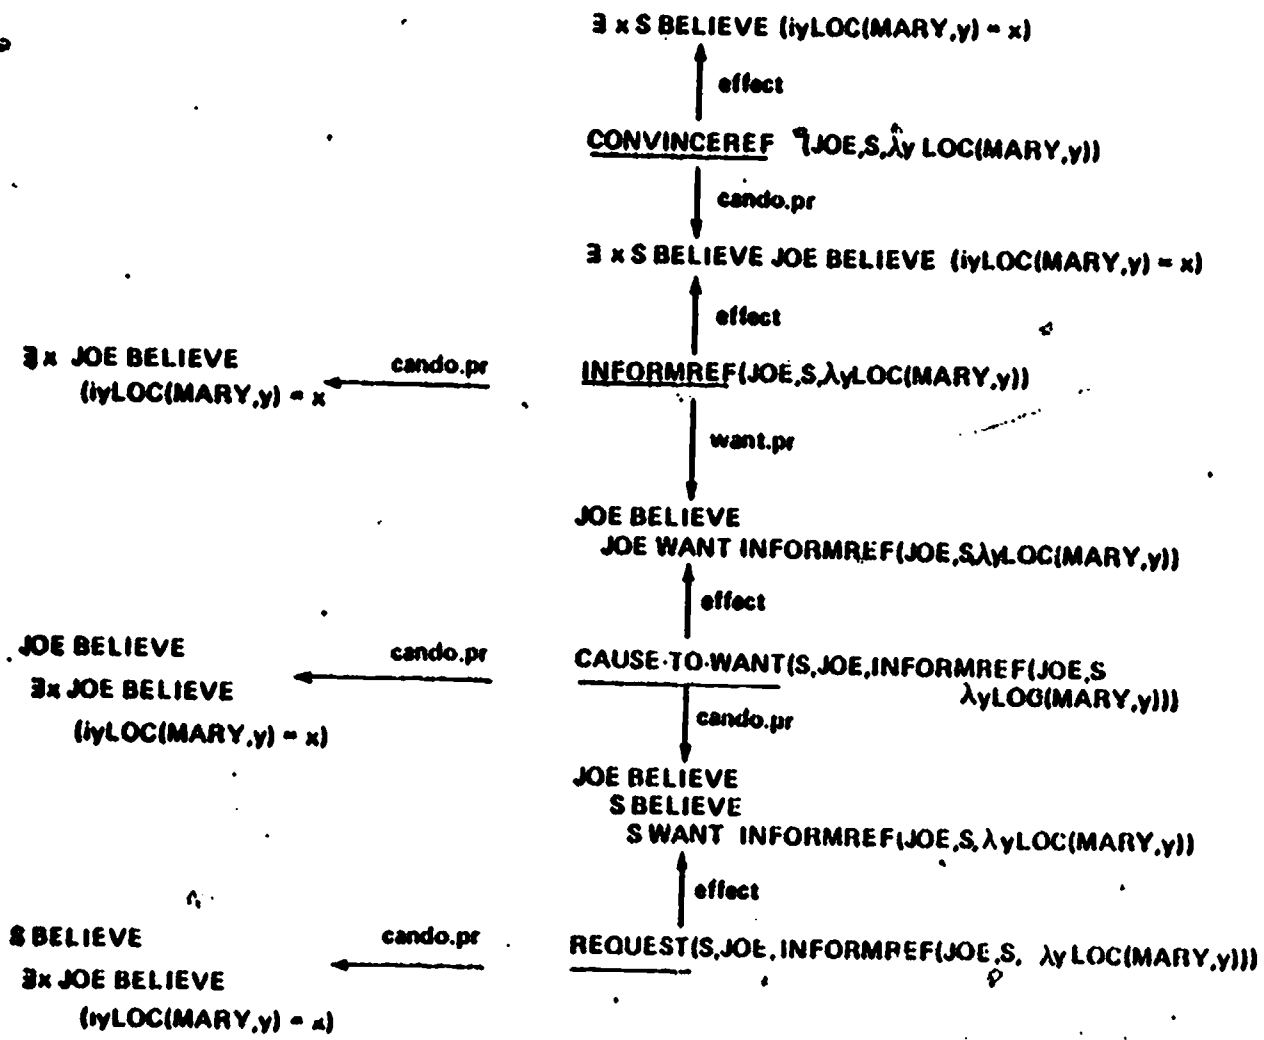 ∃ x S BELIEVE (iyLOC(MARY,y) = x)
effect
CONVINCEREF (JOE,S,λy LOC(MARY,y))
cando.pr
∃ x S BELIEVE JOE BELIEVE (iyLOC(MARY,y) = x)
effect
∃ x JOE BELIEVE
(iyLOC(MARY,y) = x
cando.pr
INFORMREF(JOE,S,λyLOC(MARY,y))
want.pr
JOE BELIEVE
JOE WANT INFORMREF(JOE,SλyLOC(MARY,y))
effect
JOE BELIEVE
∃x JOE BELIEVE
(iyLOC(MARY,y) = x)
cando.pr
CAUSE·TO·WANT(S,JOE,INFORMREF(JOE,S
λyLOC(MARY,y)))
cando.pr
JOE BELIEVE
S BELIEVE
S WANT INFORMREF(JOE,S,λyLOC(MARY,y))
effect
S BELIEVE
∃x JOE BELIEVE
(iyLOC(MARY,y) = x)
cando.pr
REQUEST(S,JOE,INFORMREF(JOE,S, λy LOC(MARY,y)))